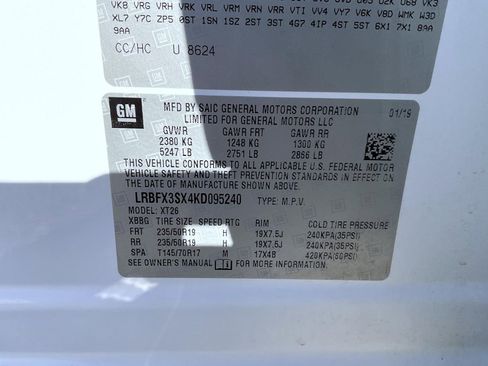 VK8 VRG VRH VRK VRL VRM VRN VRR VTI VV4 VY7 V6K V8D WMK W3D
XL7 Y7C ZP5 0ST 1SN 1SZ 2ST 3ST 4G7 4IP 4ST 5ST 6X1 7X1 8AA
9AA
CC/HC U 8624
GM
MFD BY SAIC GENERAL MOTORS CORPORATION 01/19
LIMITED FOR GENERAL MOTORS LLC
GVWR GAWR FRT GAWR RR
2380 KG 1248 KG 1300 KG
5247 LB 2751 LB 2866 LB
THIS VEHICLE CONFORMS TO ALL APPLICABLE U.S. FEDERAL MOTOR
VEHICLE SAFETY, BUMPER, AND THEFT PREVENTION STANDARDS IN EFFECT ON
THE DATE OF MANUFACTURE SHOWN ABOVE.
LRBFX3SX4KD095240 TYPE: M.P.V.
MODEL: XT26
XBBG TIRE SIZE SPEED RTG RIM COLD TIRE PRESSURE
FRT 235/50R19 H 19X7.5J 240KPA(35PSI)
RR 235/50R19 H 19X7.5J 240KPA(35PSI)
SPA T145/70R17 M 17X4B 420KPA(60PSI)
SEE OWNER'S MANUAL FOR MORE INFORMATION.